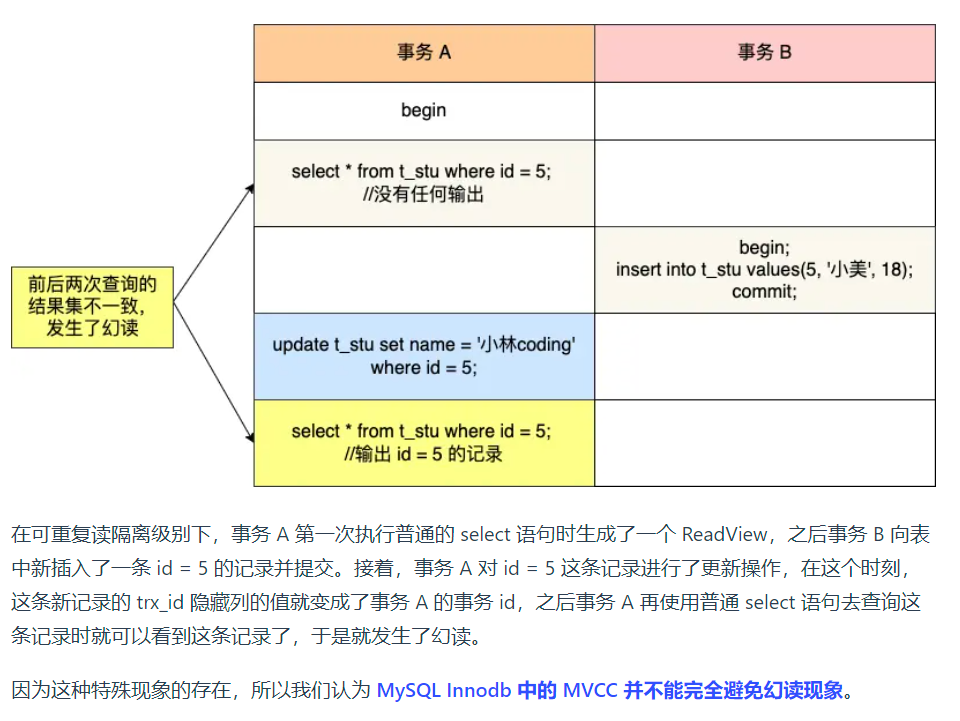 事务 A
事务 B
begin
select * from t_stu where id = 5;
//没有任何输出
begin;
insert into t_stu values(5, '小美', 18);
commit;
前后两次查询的
结果集不一致，
发生了幻读
update t_stu set name = '小林coding'
where id = 5;
select * from t_stu where id = 5;
//输出 id = 5 的记录
在可重复读隔离级别下，事务 A 第一次执行普通的 select 语句时生成了一个 ReadView，之后事务 B 向表
中新插入了一条 id = 5 的记录并提交。接着，事务 A 对 id = 5 这条记录进行了更新操作，在这个时刻，
这条新记录的 trx_id 隐藏列的值就变成了事务 A 的事务 id，之后事务 A 再使用普通 select 语句去查询这
条记录时就可以看到这条记录了，于是就发生了幻读。
因为这种特殊现象的存在，所以我们认为 MySQL Innodb 中的 MVCC 并不能完全避免幻读现象。